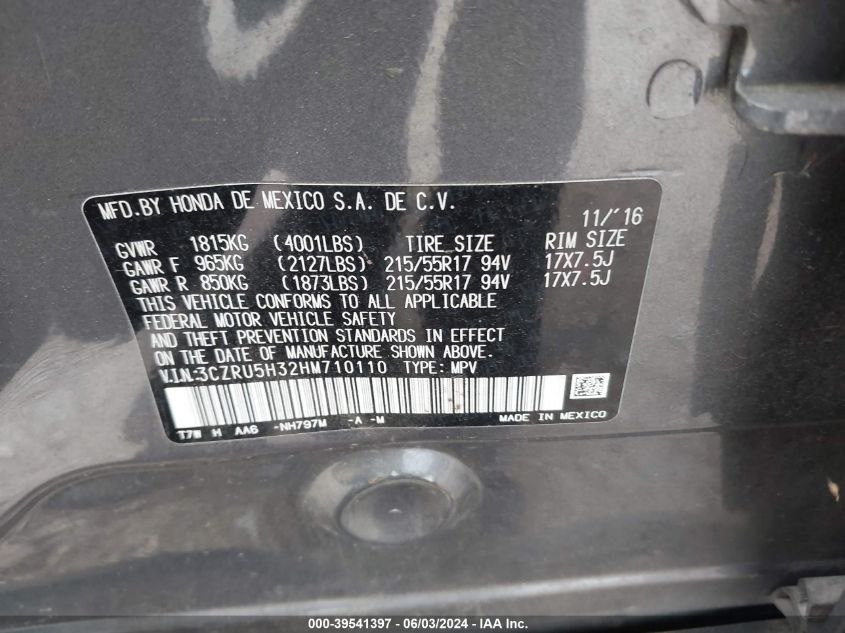 MFD.BY HONDA DE MEXICO S.A. DE C.V.
11/'16
GVWR 1815KG (4001LBS) TIRE SIZE RIM SIZE
GAWR F 965KG (2127LBS) 215/55R17 94V 17X7.5J
GAWR R 850KG (1873LBS) 215/55R17 94V 17X7.5J
THIS VEHICLE CONFORMS TO ALL APPLICABLE
FEDERAL MOTOR VEHICLE SAFETY
AND THEFT PREVENTION STANDARDS IN EFFECT
ON THE DATE OF MANUFACTURE SHOWN ABOVE.
V.I.N.:3CZRU5H32HM710110 TYPE: MPV
T7W H AA6 -NH797M -A -M MADE IN MEXICO
000-39541397 - 06/03/2024 - IAA Inc.